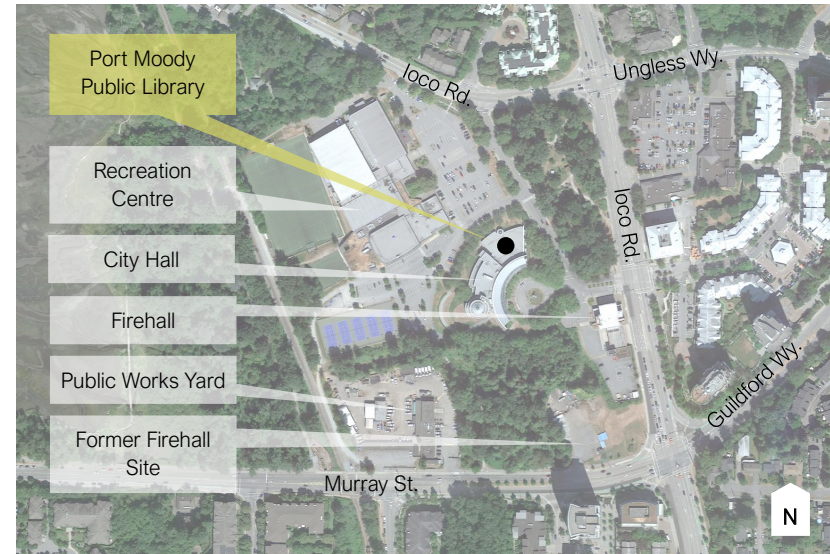 Port Moody
Public Library
Ioco Rd.
Ungless Wy.
Recreation
Centre
Ioco Rd.
City Hall
Firehall
Public Works Yard
Guildford Wy.
Former Firehall
Site
Murray St.
N